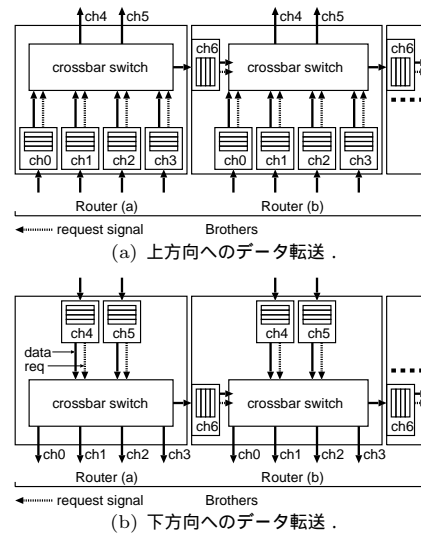 ch4 ch5 ch4 ch5
ch6 ch6
crossbar switch crossbar switch
ch0 ch1 ch2 ch3 ch0 ch1 ch2 ch3
Router (a) Router (b)
request signal Brothers
(a) 上方向へのデータ転送．
ch4 ch5 ch4 ch5
data
req
crossbar switch crossbar switch
ch6 ch6
ch0 ch1 ch2 ch3 ch0 ch1 ch2 ch3
Router (a) Router (b)
request signal Brothers
(b) 下方向へのデータ転送．